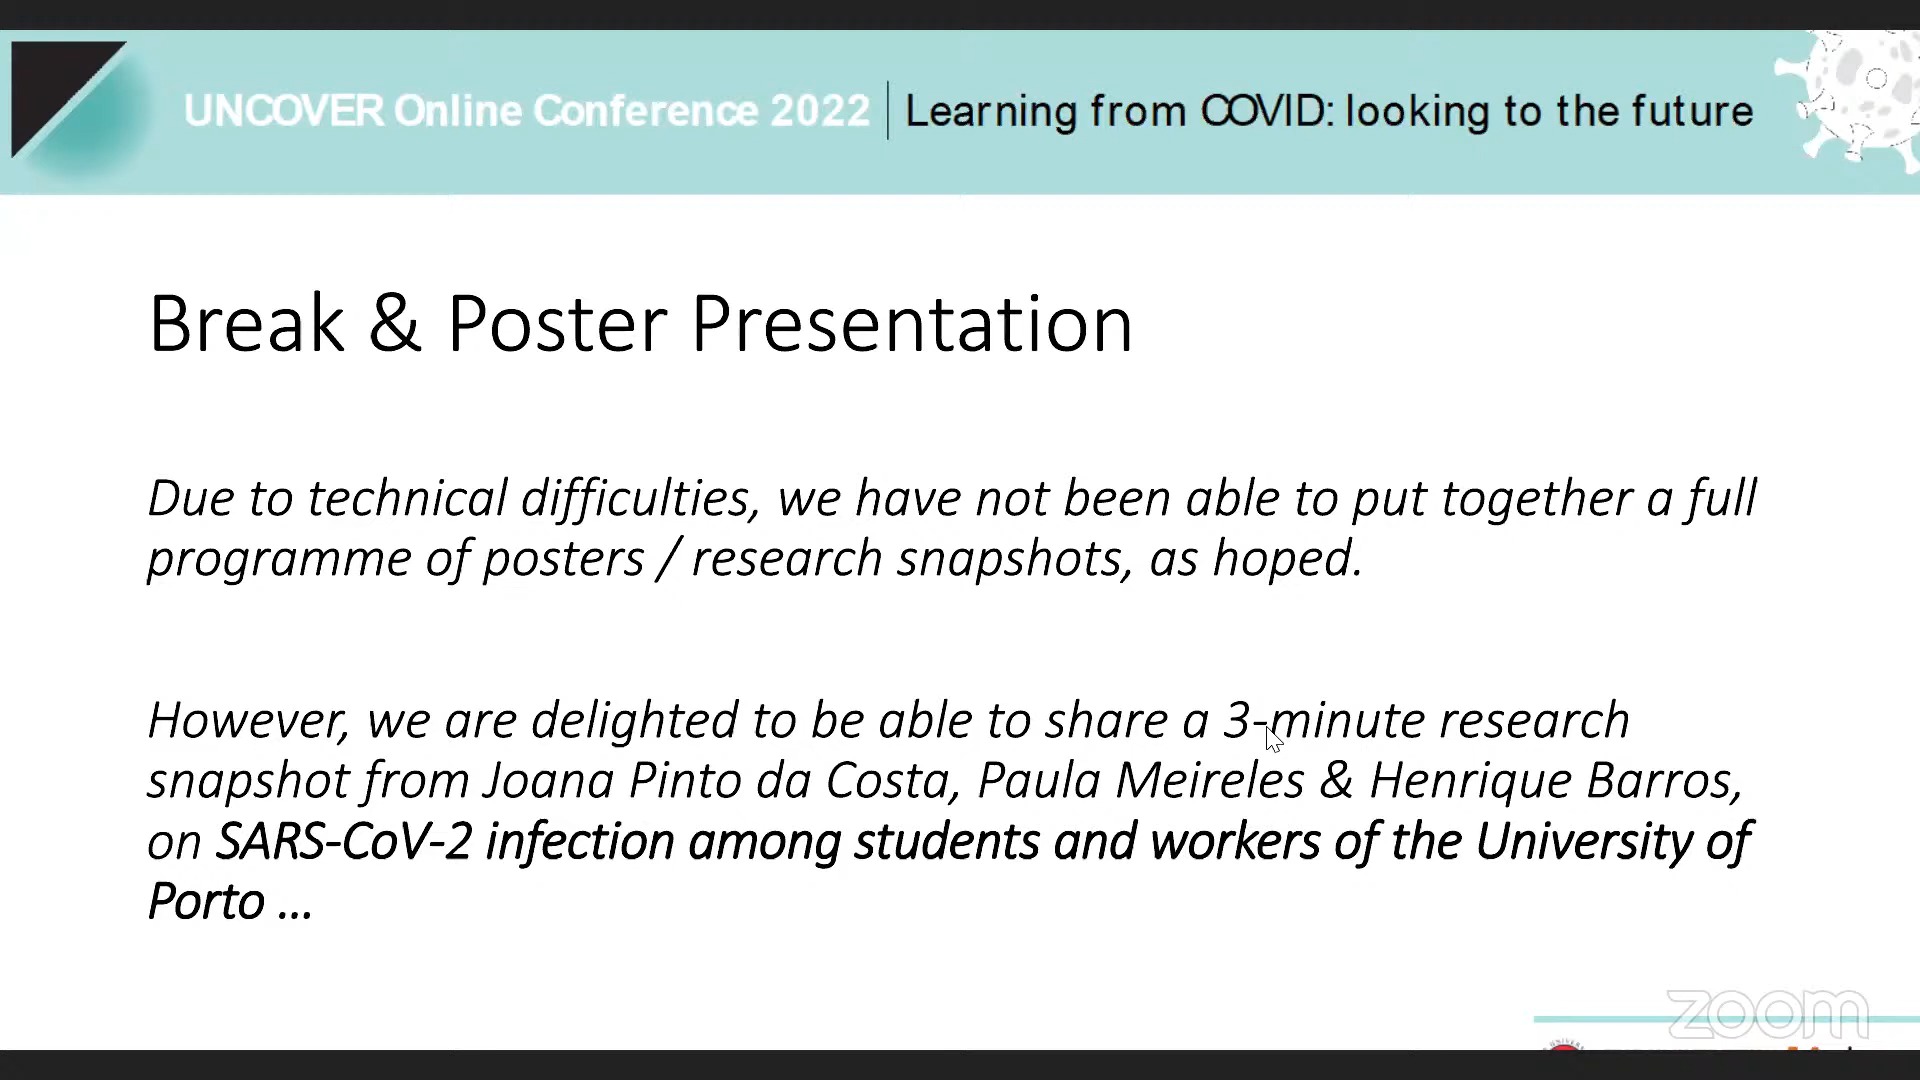 UNCOVER Online Conference 2022 Learning from COVID: looking to the future
Break & Poster Presentation
Due to technical difficulties, we have not been able to put together a full
programme of posters / research snapshots, as hoped.
However, we are delighted to be able to share a 3-minute research
snapshot from Joana Pinto da Costa, Paula Meireles & Henrique Barros,
on SARS-CoV-2 infection among students and workers of the University of
Porto ...
zoom